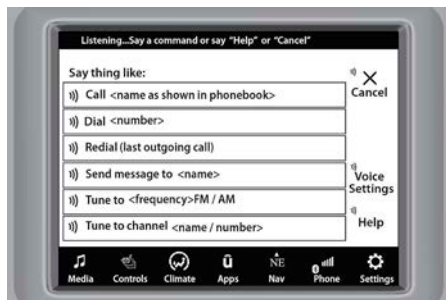 Listening...Say a command or say "Help" or "Cancel"
Say thing like:
Call <name as shown in phonebook>
Dial <number>
Redial (last outgoing call)
Send message to <name>
Tune to <frequency>FM / AM
Tune to channel <name / number>
Cancel
Voice
Settings
Help
NE
Media Controls Climate Apps Nav Phone Settings